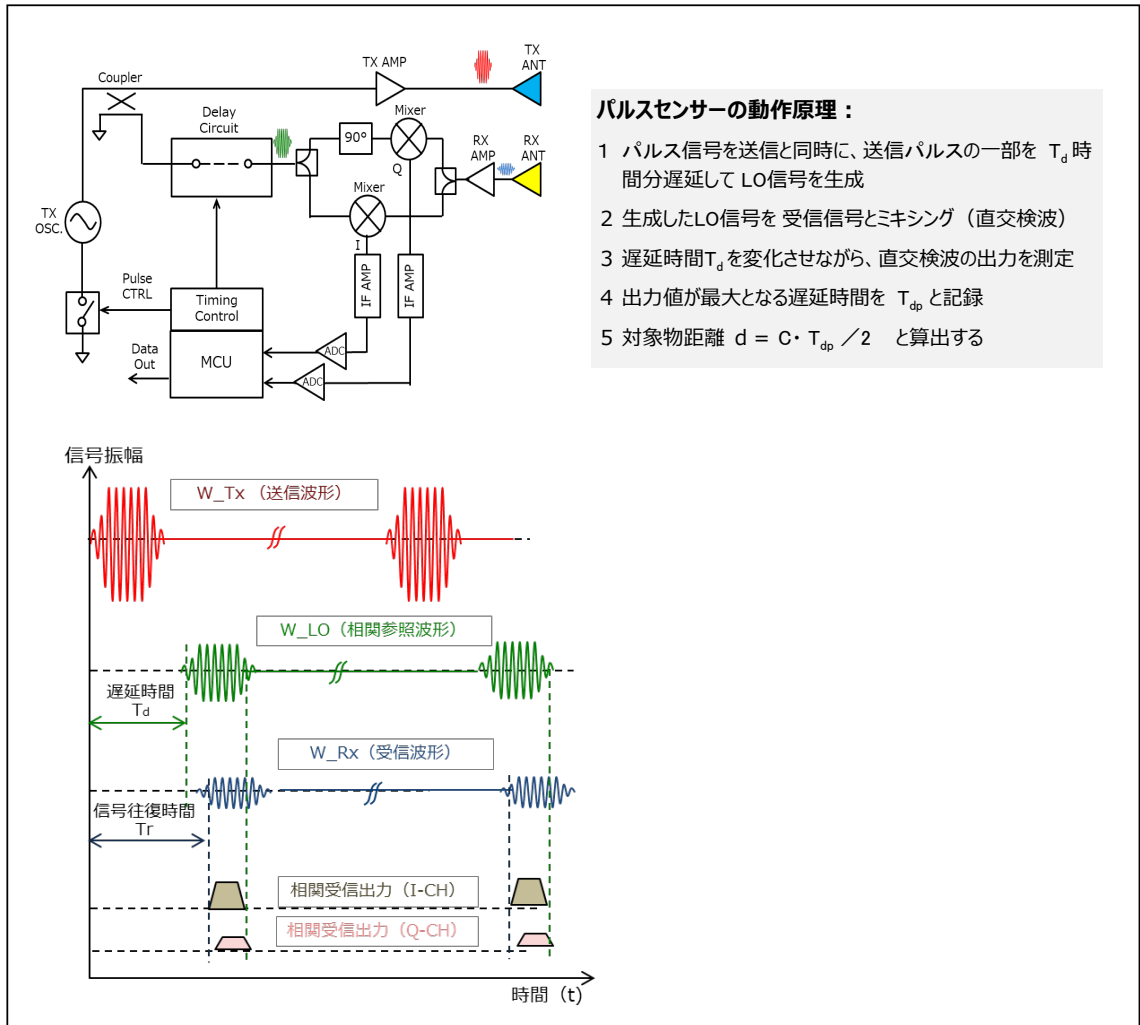 TX AMP
TX
ANT
Coupler
Delay
Circuit
Mixer
90°
RX
AMP
RX
ANT
Q
Mixer
TX
OSC.
I
IF AMP
IF AMP
Pulse
CTRL
Timing
Control
Data
Out
MCU
ADC
ADC
パルスセンサーの動作原理：
1 パルス信号を送信と同時に、送信パルスの一部を Td 時
間分遅延して LO信号を生成
2 生成したLO信号を 受信信号とミキシング（直交検波）
3 遅延時間Td を変化させながら、直交検波の出力を測定
4 出力値が最大となる遅延時間を Tdp と記録
5 対象物距離 d = C・Tdp ／2 と算出する
信号振幅
W_Tx （送信波形）
W_LO（相関参照波形）
遅延時間
Td
W_Rx（受信波形）
信号往復時間
Tr
相関受信出力（I-CH）
相関受信出力（Q-CH）
時間（t）